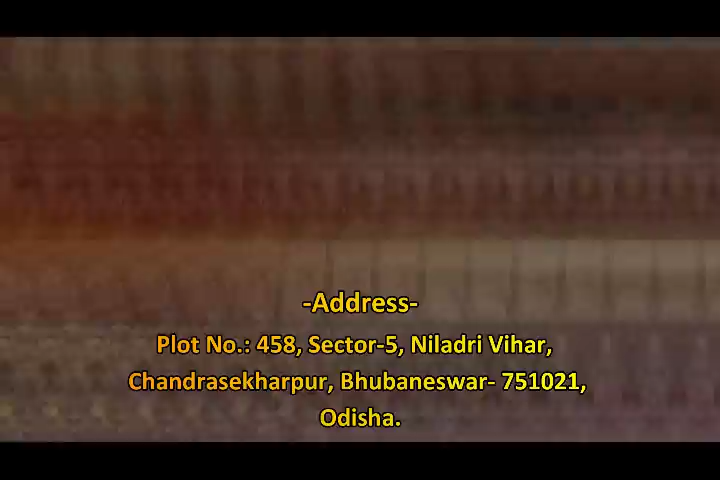 -Address-
Plot No.: 458, Sector-5, Niladri Vihar,
Chandrasekharpur, Bhubaneswar- 751021,
Odisha.